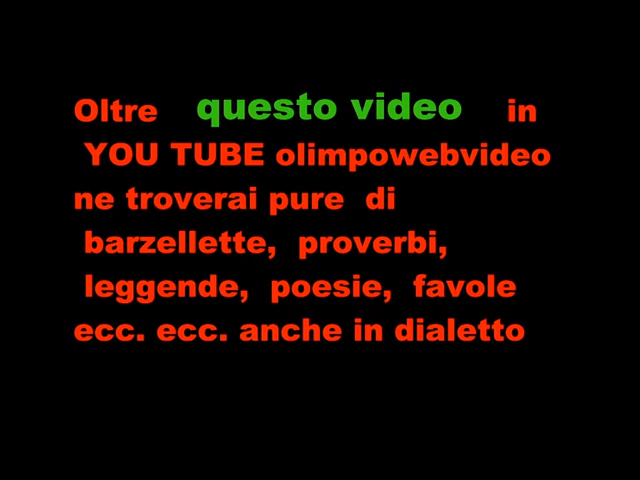 Oltre questo video in
YOU TUBE olimpowebvideo
ne troverai pure di
barzellette, proverbi,
leggende, poesie, favole
ecc. ecc. anche in dialetto